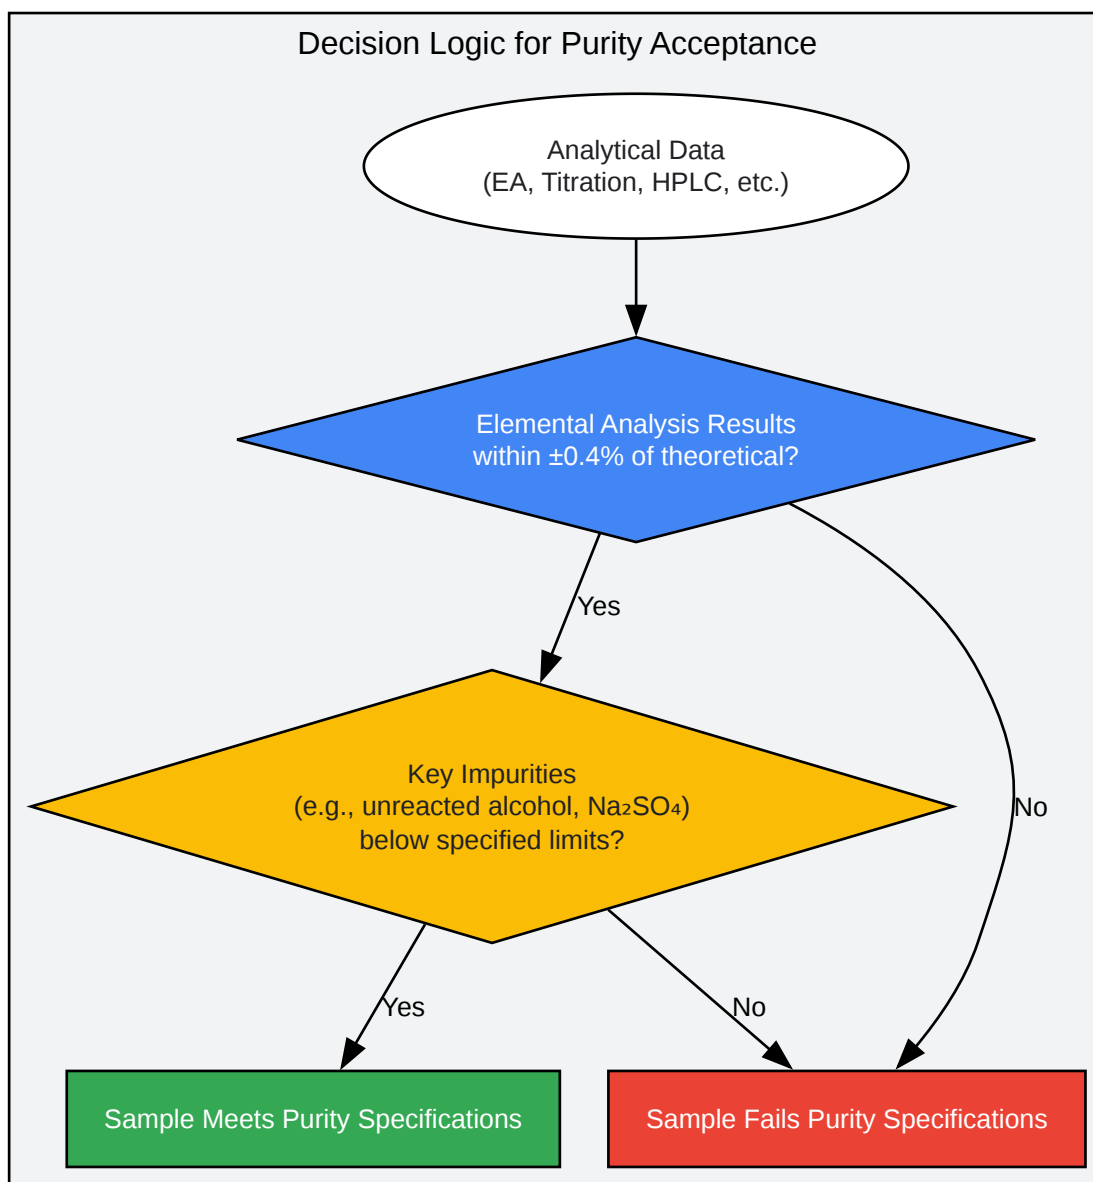 Decision Logic for Purity Acceptance
Analytical Data
(EA, Titration, HPLC, etc.)
Elemental Analysis Results
within ±0.4% of theoretical?
Yes
Key Impurities
(e.g., unreacted alcohol, Na₂SO₄)
below specified limits?
No
Yes
No
Sample Meets Purity Specifications
Sample Fails Purity Specifications